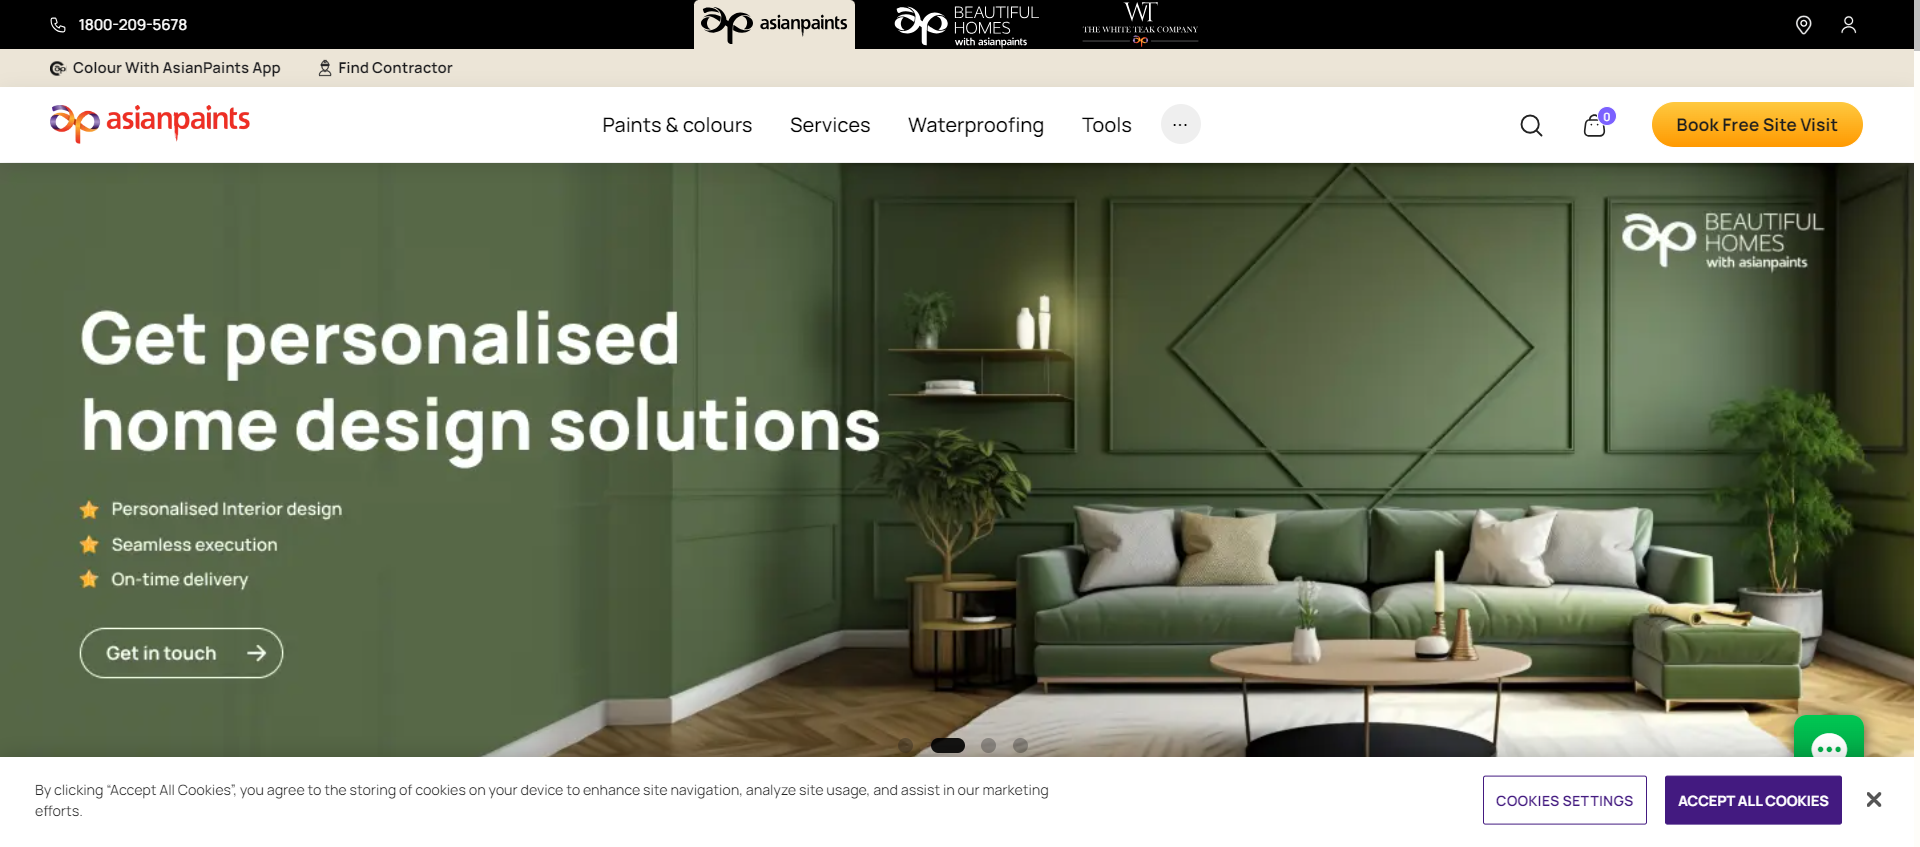 1800-209-5678
asianpaints
BEAUTIFUL
HOMES
with asianpaints
WT
THE WHITE TEAK COMPANY
Colour With AsianPaints App
Find Contractor
asianpaints
Paints & colours
Services
Waterproofing
Tools
...
0
Book Free Site Visit
BEAUTIFUL
HOMES
with asianpaints
Get personalised
home design solutions
Personalised Interior design
Seamless execution
On-time delivery
Get in touch
By clicking “Accept All Cookies”, you agree to the storing of cookies on your device to enhance site navigation, analyze site usage, and assist in our marketing
efforts.
COOKIES SETTINGS
ACCEPT ALL COOKIES